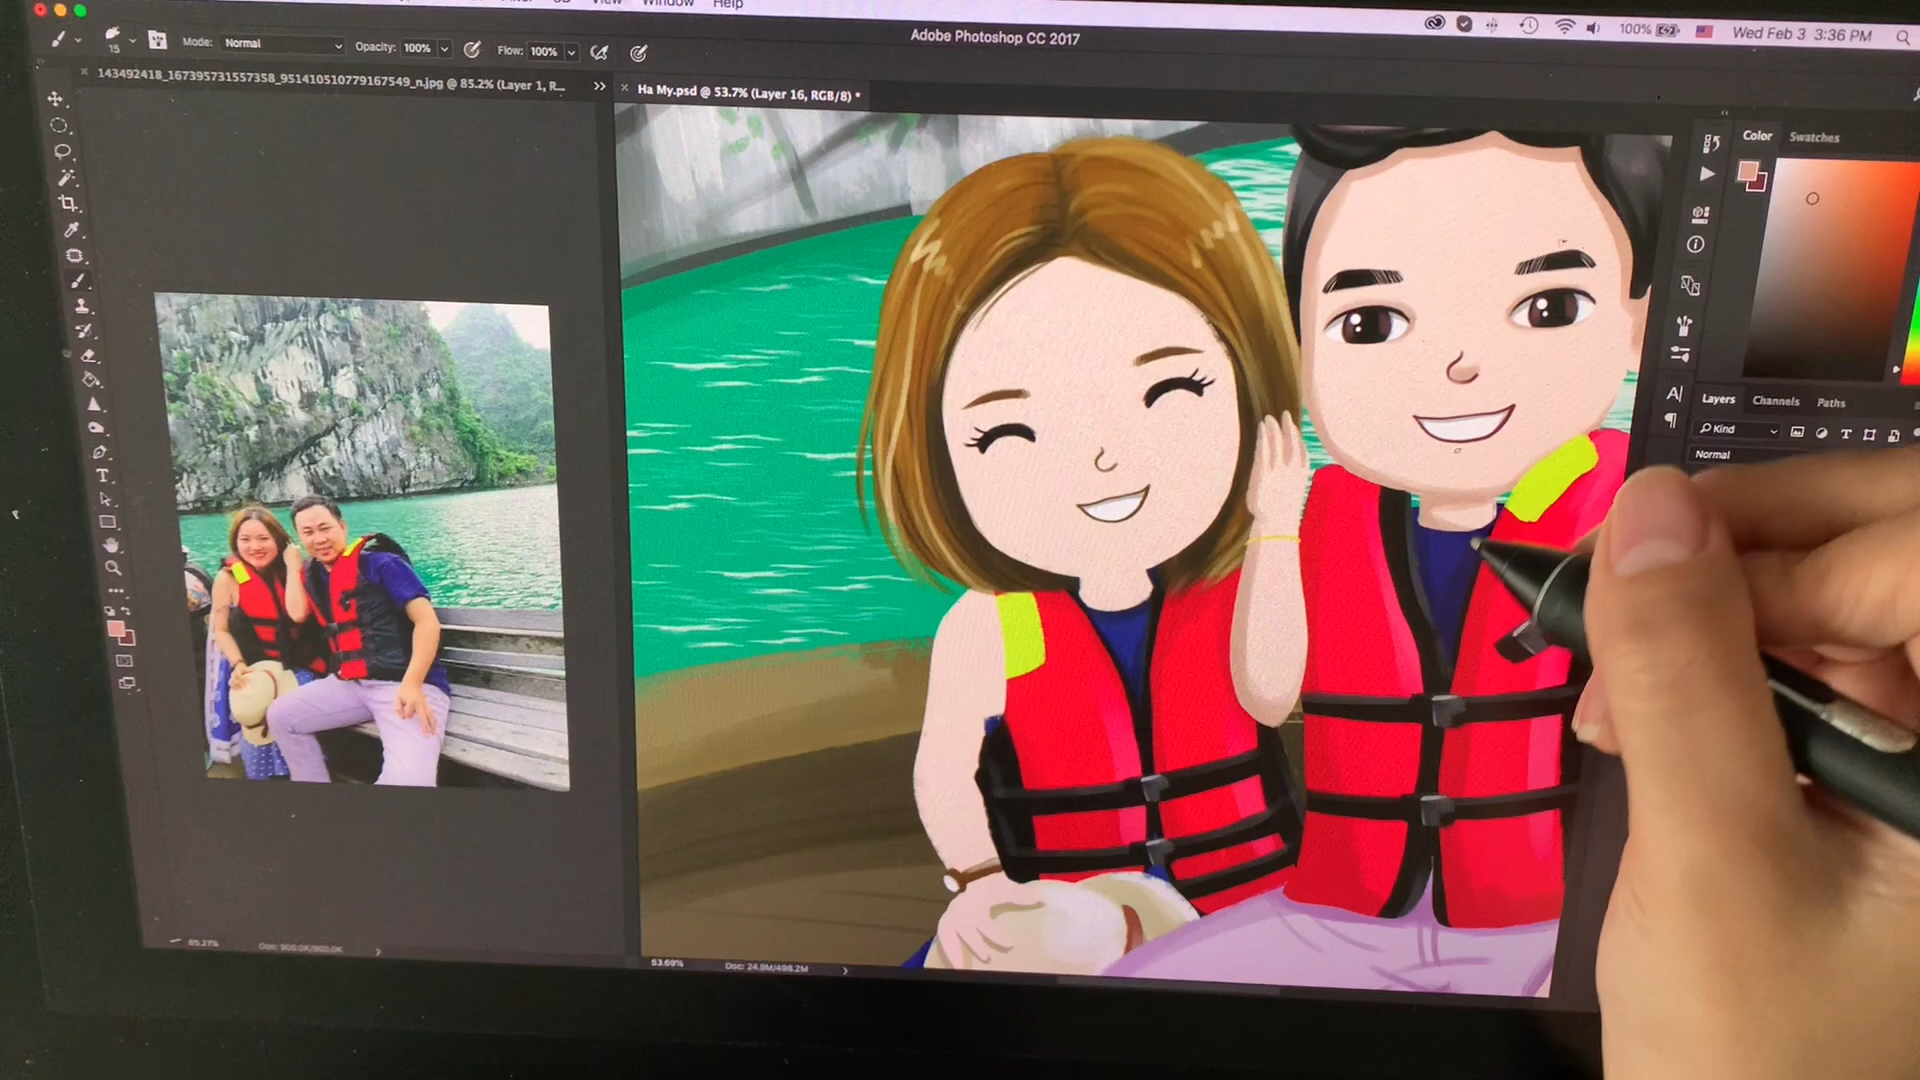 Window Help
100%
Wed Feb 3 3:36 PM
Adobe Photoshop CC 2017
15
Mode: Normal
Opacity: 100%
Flow: 100%
143492418_167395731557358_951410510779167549_n.jpg @ 85.2% (Layer 1, R...
Ha My.psd @ 53.7% (Layer 16, RGB/8) *
Color
Swatches
Layers
Channels
Paths
Kind
Normal
53.69%
Doc: 24.9M/498.2M